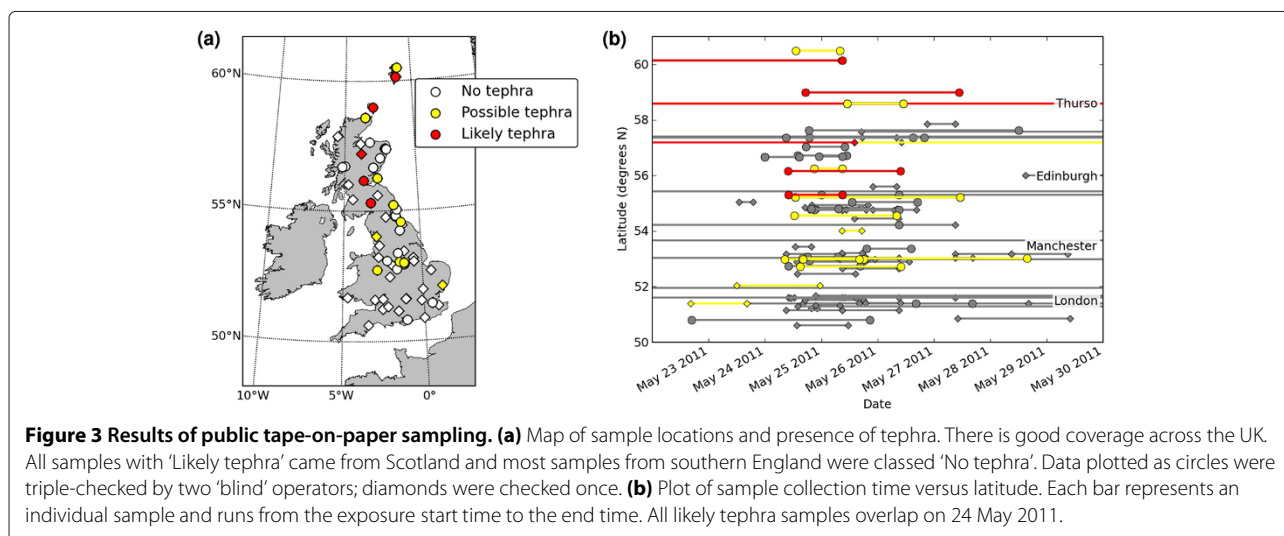 (a)
60°N
55°N
50°N
10°W
5°W
0°
No tephra
Possible tephra
Likely tephra
(b)
Latitude (degrees N)
60
58
56
54
52
50
Thurso
Edinburgh
Manchester
London
May 23 2011
May 24 2011
May 25 2011
May 26 2011
May 27 2011
May 28 2011
May 29 2011
May 30 2011
Date
Figure 3 Results of public tape-on-paper sampling. (a) Map of sample locations and presence of tephra. There is good coverage across the UK.
All samples with ‘Likely tephra’ came from Scotland and most samples from southern England were classed ‘No tephra’. Data plotted as circles were
triple-checked by two ‘blind’ operators; diamonds were checked once. (b) Plot of sample collection time versus latitude. Each bar represents an
individual sample and runs from the exposure start time to the end time. All likely tephra samples overlap on 24 May 2011.